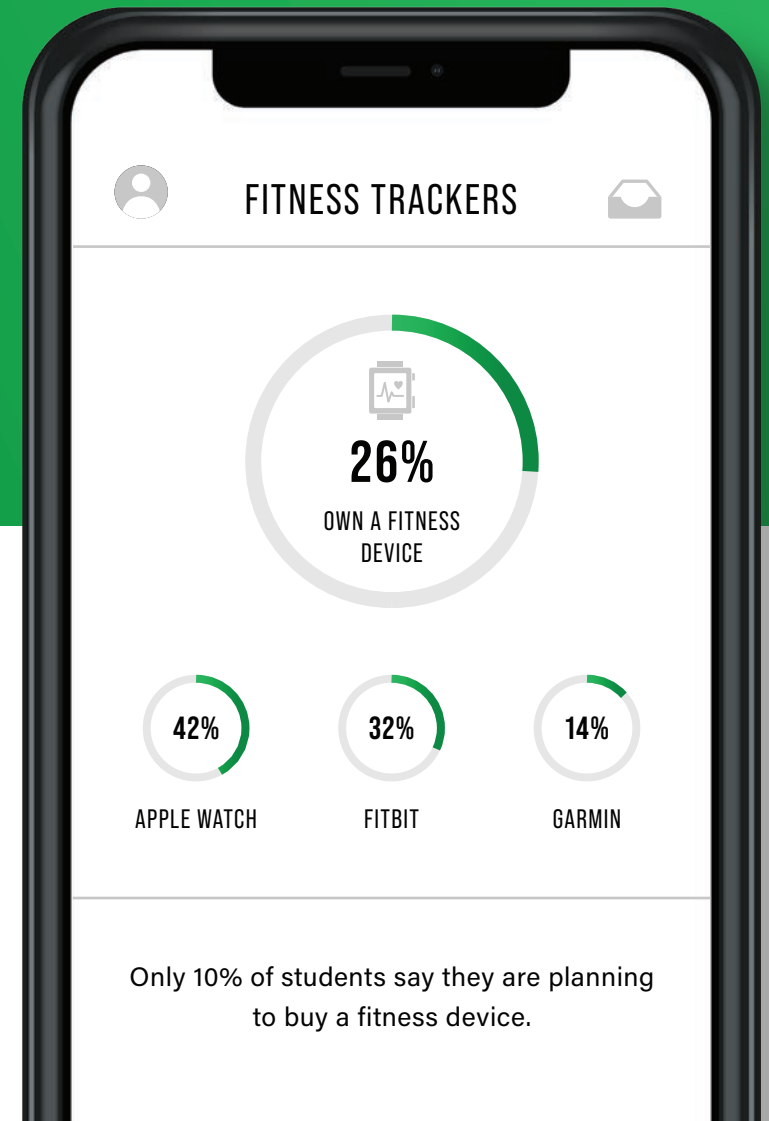 FITNESS TRACKERS
26%
OWN A FITNESS
DEVICE
42%
32%
14%
APPLE WATCH
FITBIT
GARMIN
Only 10% of students say they are planning
to buy a fitness device.